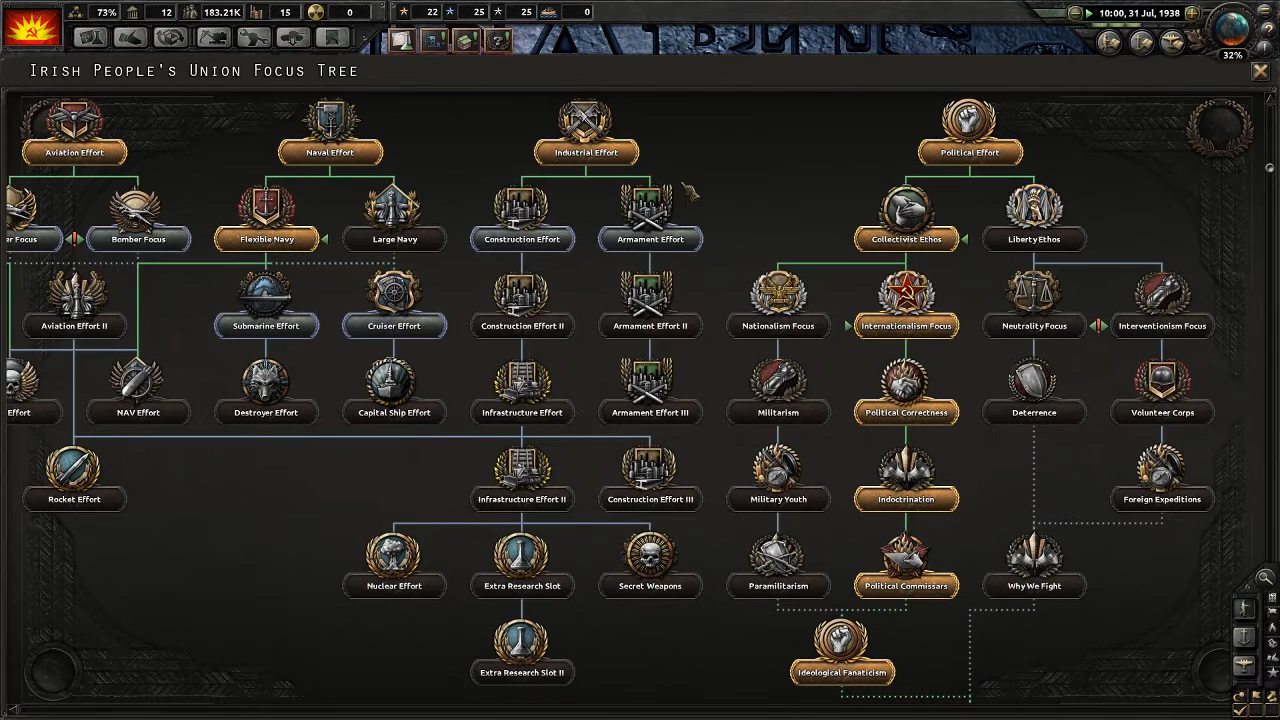 73% 12 183.21K 15 0 22 25 25 0 10:00, 31 Jul, 1938
32%
Irish People's Union Focus Tree
Aviation Effort Naval Effort Industrial Effort Political Effort
er Focus Bomber Focus Flexible Navy Large Navy Construction Effort Armament Effort Collectivist Ethos Liberty Ethos
Aviation Effort II Submarine Effort Cruiser Effort Construction Effort II Armament Effort II Nationalism Focus Internationalism Focus Neutrality Focus Interventionism Focus
Effort NAV Effort Destroyer Effort Capital Ship Effort Infrastructure Effort Armament Effort III Militarism Political Correctness Deterrence Volunteer Corps
Rocket Effort Infrastructure Effort II Construction Effort III Military Youth Indoctrination Foreign Expeditions
Nuclear Effort Extra Research Slot Secret Weapons Paramilitarism Political Commissars Why We Fight
Extra Research Slot II Ideological Fanaticism